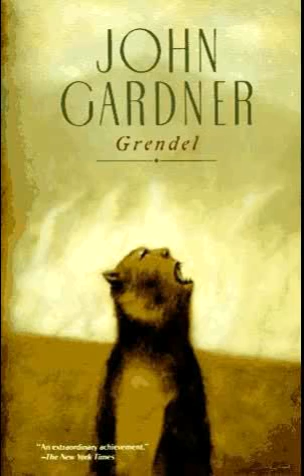 JOHN
GARDNER
Grendel
"An extraordinary achievement."
—The New York Times